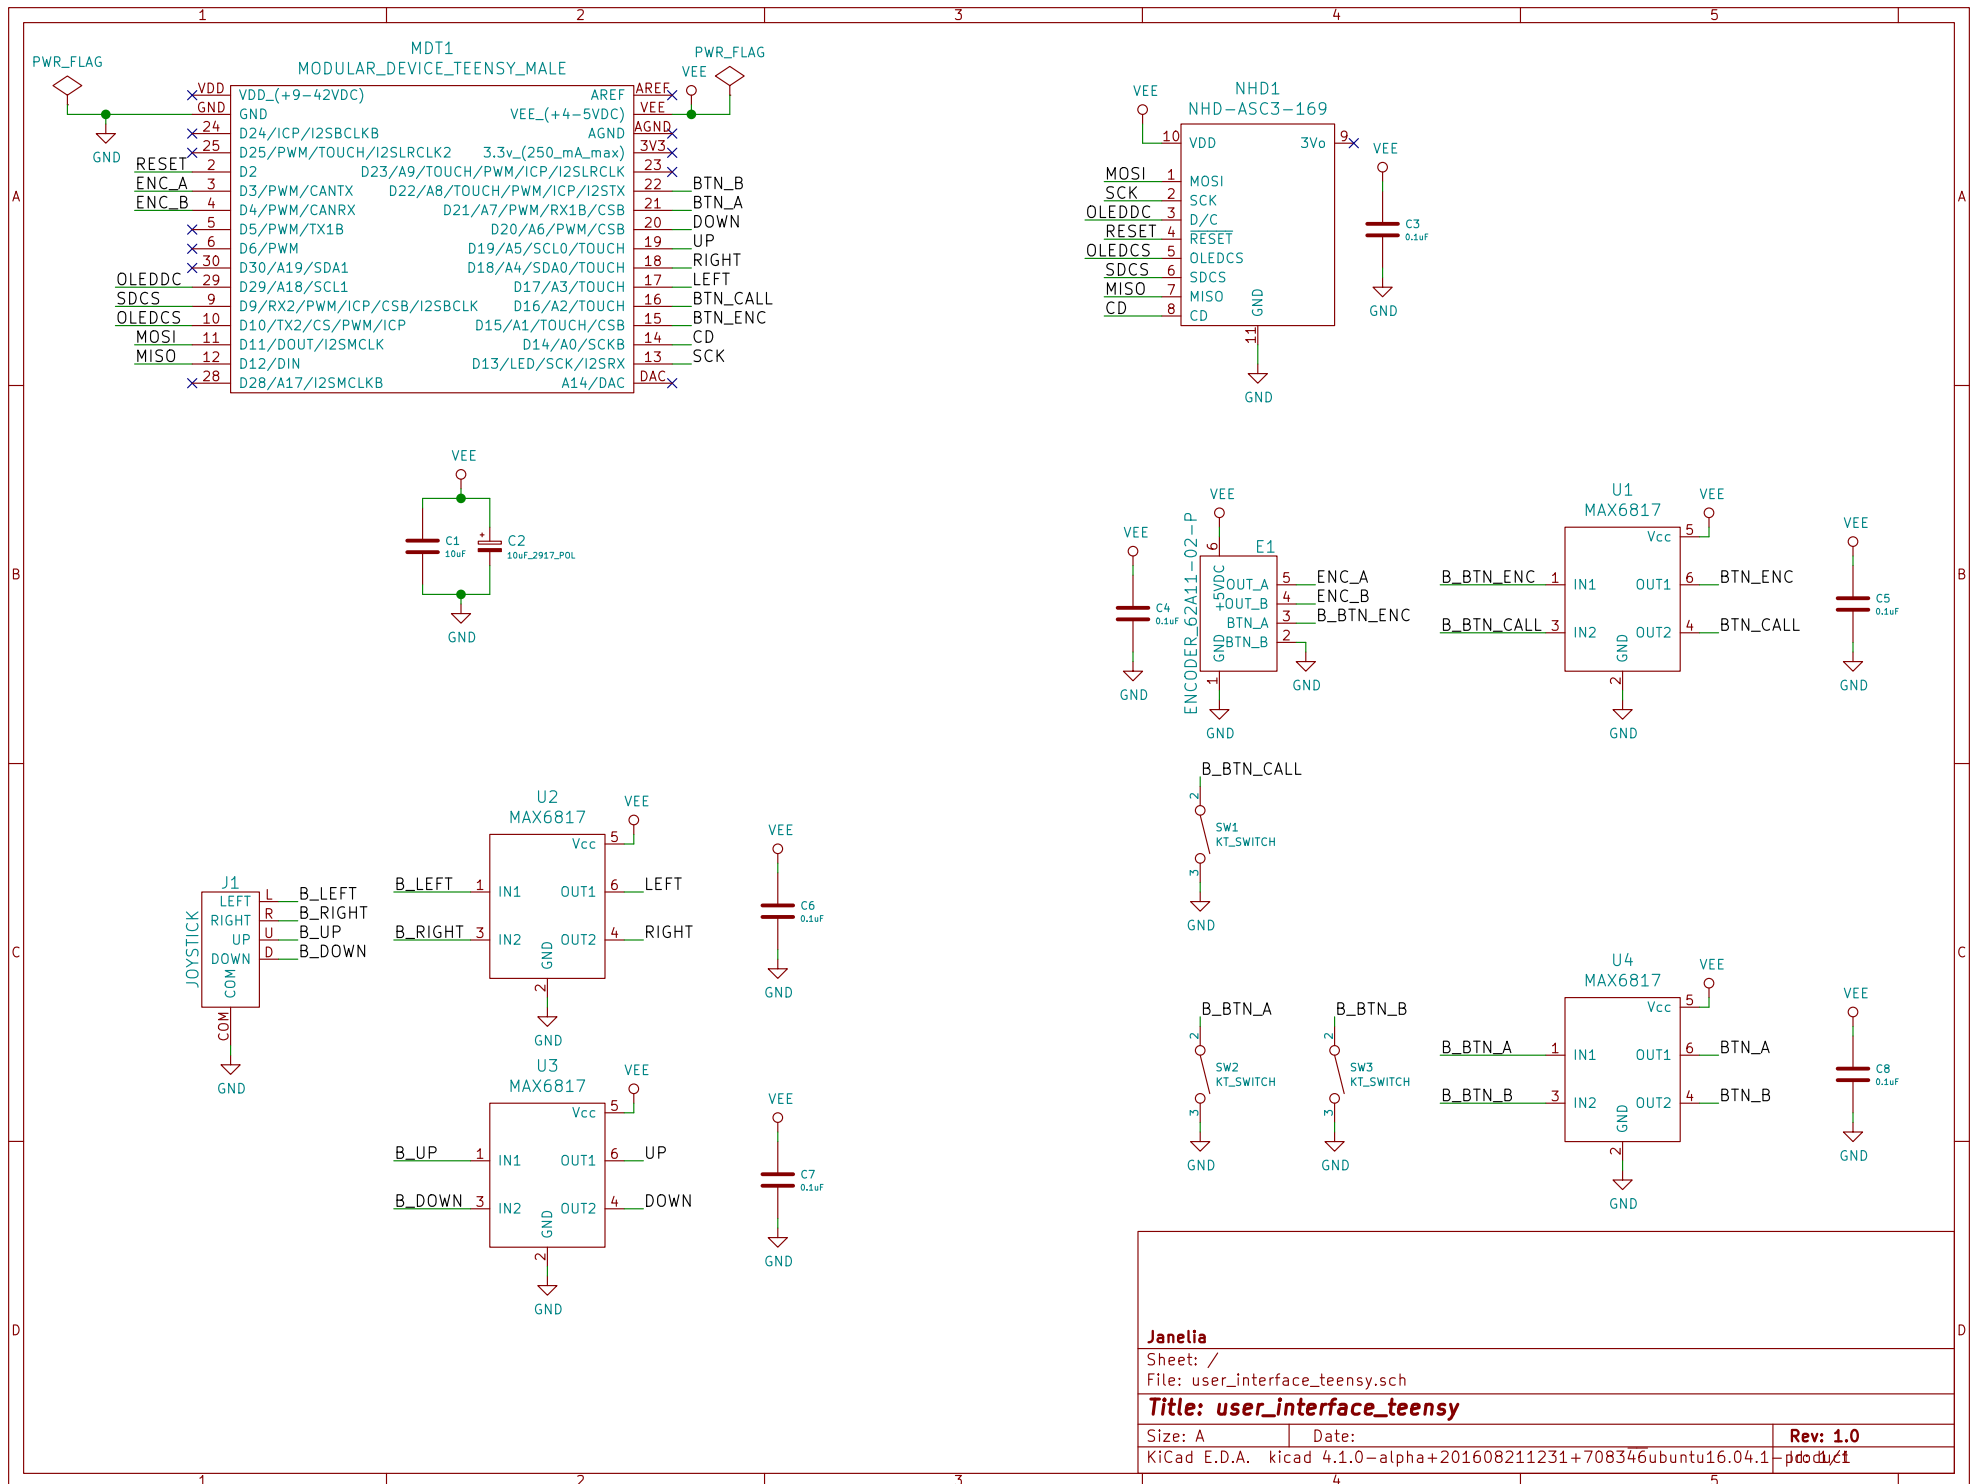 1 2 3 4 5
A
B
C
D
A
B
C
D
1 2 3 4 5
PWR_FLAG
GND
MDT1
MODULAR_DEVICE_TEENSY_MALE
VEE
PWR_FLAG
VDD VDD_(+9-42VDC) AREF AREF
GND GND VEE_(+4-5VDC) VEE
24 D24/ICP/I2SBCLKB AGND AGND
25 D25/PWM/TOUCH/I2SLRCLK2 3.3v_(250_mA_max) 3V3
RESET 2 D2 D23/A9/TOUCH/PWM/ICP/I2SLRCLK 23
ENC_A 3 D3/PWM/CANTX D22/A8/TOUCH/PWM/ICP/I2STX 22 BTN_B
ENC_B 4 D4/PWM/CANRX D21/A7/PWM/RX1B/CSB 21 BTN_A
5 D5/PWM/TX1B D20/A6/PWM/CSB 20 DOWN
6 D6/PWM D19/A5/SCL0/TOUCH 19 UP
30 D30/A19/SDA1 D18/A4/SDA0/TOUCH 18 RIGHT
OLEDDC 29 D29/A18/SCL1 D17/A3/TOUCH 17 LEFT
SDCS 9 D9/RX2/PWM/ICP/CSB/I2SBCLK D16/A2/TOUCH 16 BTN_CALL
OLEDCS 10 D10/TX2/CS/PWM/ICP D15/A1/TOUCH/CSB 15 BTN_ENC
MOSI 11 D11/DOUT/I2SMCLK D14/A0/SCKB 14 CD
MISO 12 D12/DIN D13/LED/SCK/I2SRX 13 SCK
28 D28/A17/I2SMCLKB A14/DAC DAC
VEE
NHD1
NHD-ASC3-169
10 VDD 3Vo 9
MOSI 1 MOSI
SCK 2 SCK
OLEDDC 3 D/C
RESET 4 RESET
OLEDCS 5 OLEDCS
SDCS 6 SDCS
MISO 7 MISO
CD 8 CD
GND
11
GND
VEE
C3
0.1uF
GND
VEE
C1
10uF
C2
10uF_2917_POL
GND
VEE
C4
0.1uF
GND
VEE
6
E1
ENCODER_62A11-02-P
+5VDC
OUT_A 5 ENC_A
OUT_B 4 ENC_B
BTN_A 3 B_BTN_ENC
BTN_B 2
GND
GND
1
GND
U1
MAX6817
VEE
Vcc 5
B_BTN_ENC 1 IN1 OUT1 6 BTN_ENC
B_BTN_CALL 3 IN2 OUT2 4 BTN_CALL
GND
2
GND
VEE
C5
0.1uF
GND
B_BTN_CALL
2
SW1
KT_SWITCH
3
GND
J1
JOYSTICK
LEFT L B_LEFT
RIGHT R B_RIGHT
UP U B_UP
DOWN D B_DOWN
COM
COM
GND
U2
MAX6817
VEE
Vcc 5
B_LEFT 1 IN1 OUT1 6 LEFT
B_RIGHT 3 IN2 OUT2 4 RIGHT
GND
2
GND
VEE
C6
0.1uF
GND
U3
MAX6817
VEE
Vcc 5
B_UP 1 IN1 OUT1 6 UP
B_DOWN 3 IN2 OUT2 4 DOWN
GND
2
GND
VEE
C7
0.1uF
GND
B_BTN_A
2
SW2
KT_SWITCH
3
GND
B_BTN_B
2
SW3
KT_SWITCH
3
GND
U4
MAX6817
VEE
Vcc 5
B_BTN_A 1 IN1 OUT1 6 BTN_A
B_BTN_B 3 IN2 OUT2 4 BTN_B
GND
2
GND
VEE
C8
0.1uF
GND
Janelia
Sheet: /
File: user_interface_teensy.sch
Title: user_interface_teensy
Size: A Date: Rev: 1.0
KiCad E.D.A. kicad 4.1.0-alpha+201608211231+708346ubuntu16.04.1-product Id: 1/1